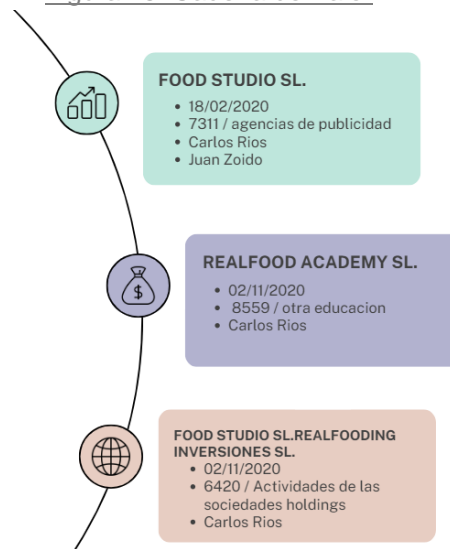 FOOD STUDIO SL.
• 18/02/2020
• 7311 / agencias de publicidad
• Carlos Rios
• Juan Zoido
REALFOOD ACADEMY SL.
• 02/11/2020
• 8559 / otra educacion
• Carlos Rios
$
FOOD STUDIO SL.REALFOODING
INVERSIONES SL.
• 02/11/2020
• 6420 / Actividades de las
sociedades holdings
• Carlos Rios